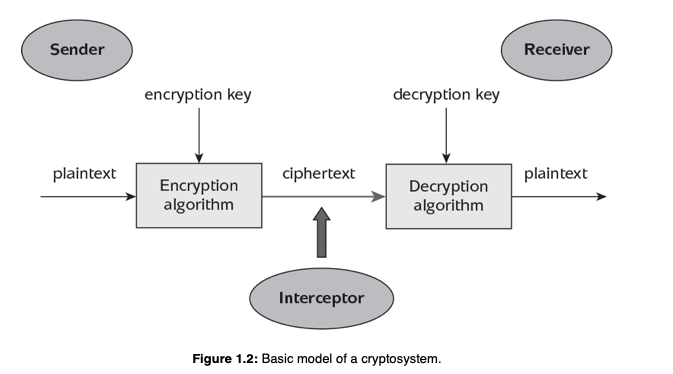 Sender
Receiver
encryption key
decryption key
plaintext
Encryption
algorithm
ciphertext
Decryption
algorithm
plaintext
Interceptor
Figure 1.2: Basic model of a cryptosystem.